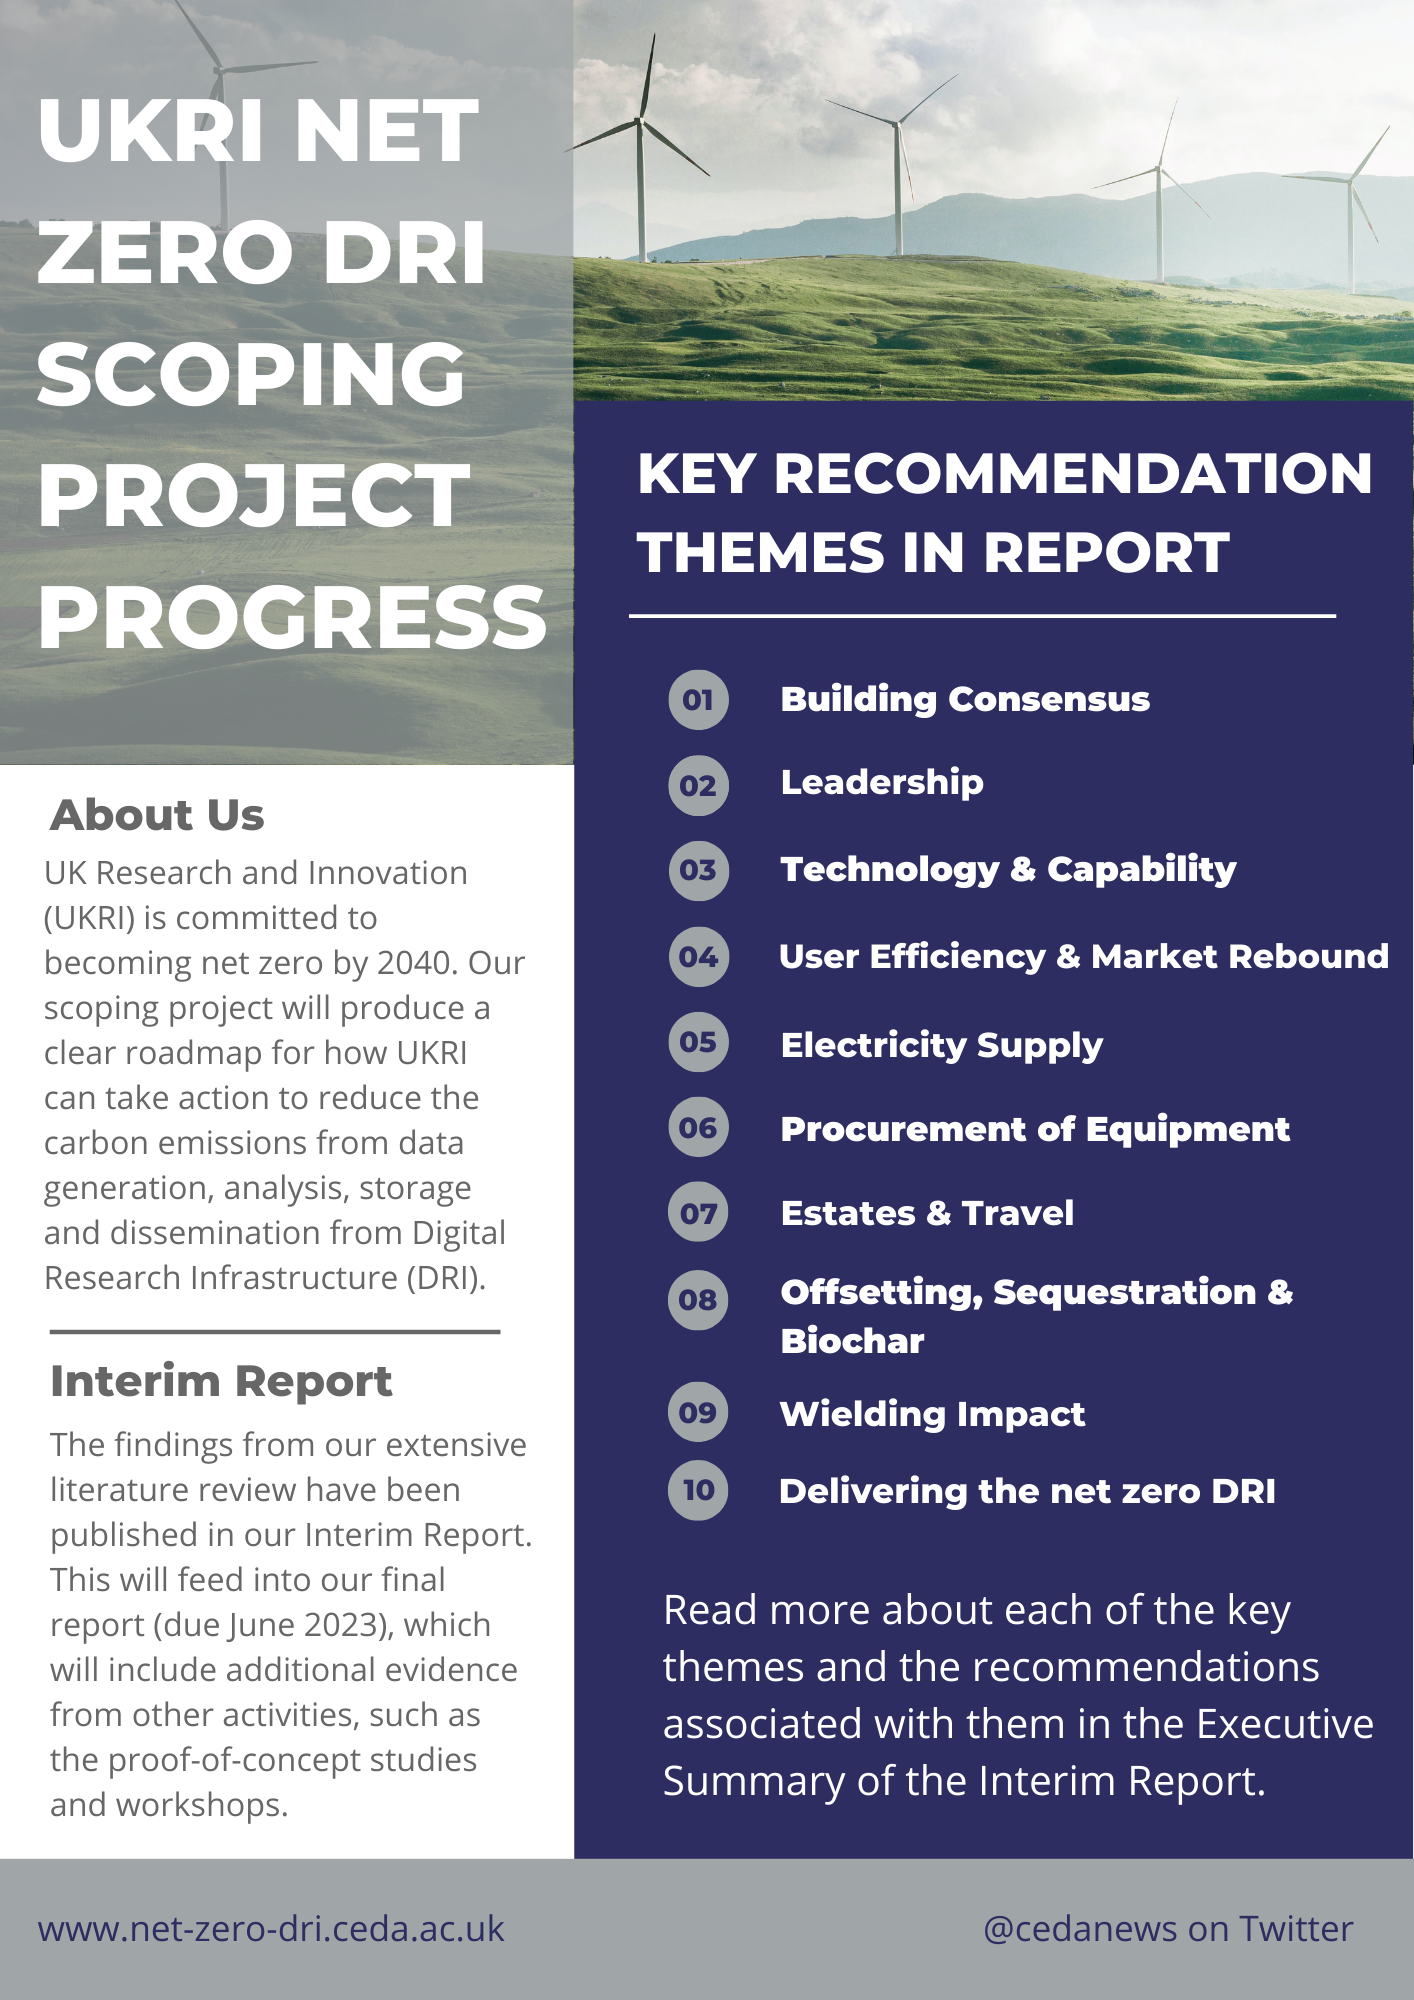 UKRI NET
ZERO DRI
SCOPING
PROJECT
PROGRESS
About Us
UK Research and Innovation
(UKRI) is committed to
becoming net zero by 2040. Our
scoping project will produce a
clear roadmap for how UKRI
can take action to reduce the
carbon emissions from data
generation, analysis, storage
and dissemination from Digital
Research Infrastructure (DRI).
Interim Report
The findings from our extensive
literature review have been
published in our Interim Report.
This will feed into our final
report (due June 2023), which
will include additional evidence
from other activities, such as
the proof-of-concept studies
and workshops.
KEY RECOMMENDATION
THEMES IN REPORT
01 Building Consensus
02 Leadership
03 Technology & Capability
04 User Efficiency & Market Rebound
05 Electricity Supply
06 Procurement of Equipment
07 Estates & Travel
08 Offsetting, Sequestration &
Biochar
09 Wielding Impact
10 Delivering the net zero DRI
Read more about each of the key
themes and the recommendations
associated with them in the Executive
Summary of the Interim Report.
www.net-zero-dri.ceda.ac.uk
@cedanews on Twitter